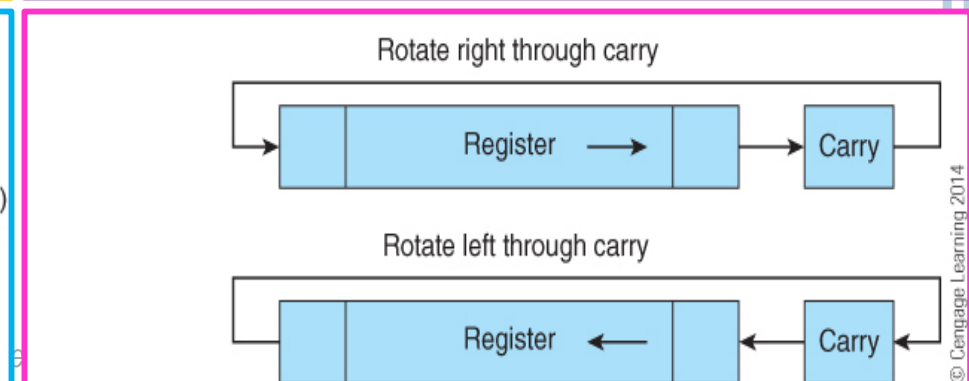 Rotate right through carry
Register
Carry
)
Rotate left through carry
Register
Carry
e
© Cengage Learning 2014